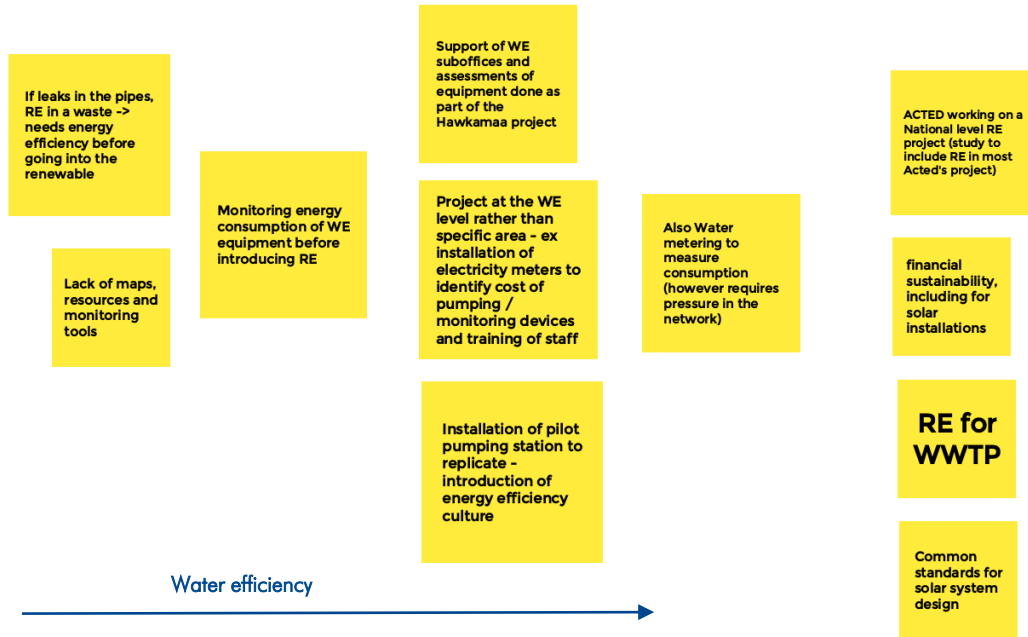 If leaks in the pipes,
RE in a waste ->
needs energy
efficiency before
going into the
renewable
Lack of maps,
resources and
monitoring
tools
Monitoring energy
consumption of WE
equipment before
introducing RE
Support of WE
suboffices and
assessments of
equipment done as
part of the
Hawkamaa project
Project at the WE
level rather than
specific area - ex
installation of
electricity meters to
identify cost of
pumping /
monitoring devices
and training of staff
Installation of pilot
pumping station to
replicate -
introduction of
energy efficiency
culture
Also Water
metering to
measure
consumption
(however requires
pressure in the
network)
ACTED working on a
National level RE
project (study to
include RE in most
Acted's project)
financial
sustainability,
including for
solar
installations
RE for
WWTP
Common
standards for
solar system
design
Water efficiency